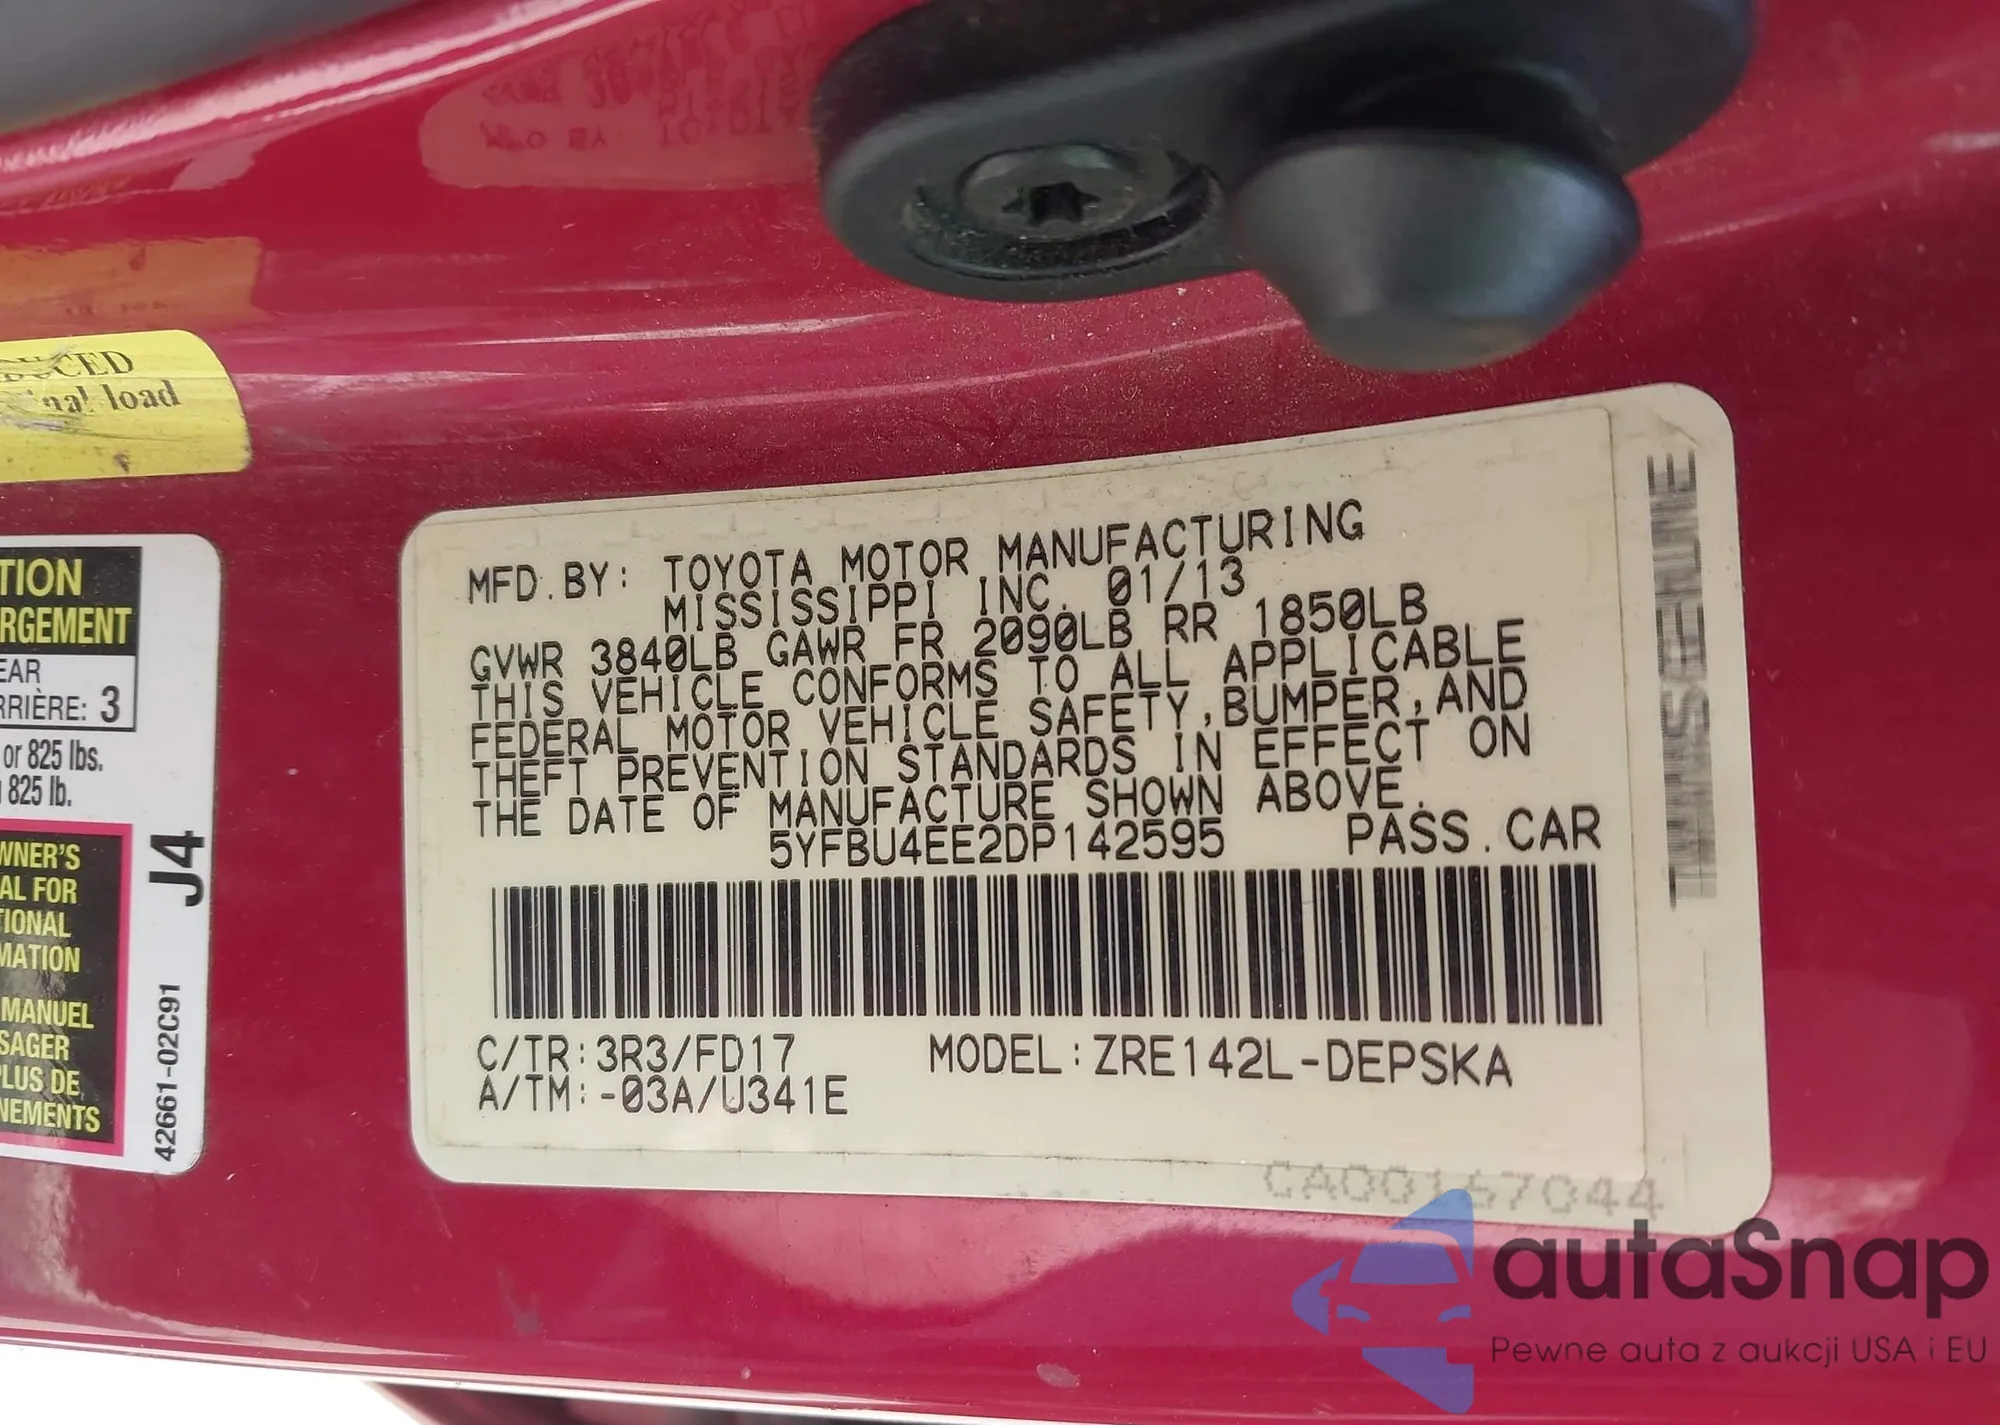 CED
nal load
TION
RGEMENT
EAR
RRIÈRE: 3
or 825 lbs.
825 lb.
WNER'S
AL FOR
TIONAL
MATION
MANUEL
SAGER
PLUS DE
NEMENTS
J4
42661-02C91
MFD.BY: TOYOTA MOTOR MANUFACTURING
MISSISSIPPI INC. 01/13
GVWR 3840LB GAWR FR 2090LB RR 1850LB
THIS VEHICLE CONFORMS TO ALL APPLICABLE
FEDERAL MOTOR VEHICLE SAFETY,BUMPER,AND
THEFT PREVENTION STANDARDS IN EFFECT ON
THE DATE OF MANUFACTURE SHOWN ABOVE.
5YFBU4EE2DP142595 PASS.CAR
C/TR:3R3/FD17 MODEL:ZRE142L-DEPSKA
A/TM:-03A/U341E
CA00167044
autaSnap
Pewne auta z aukcji USA i EU